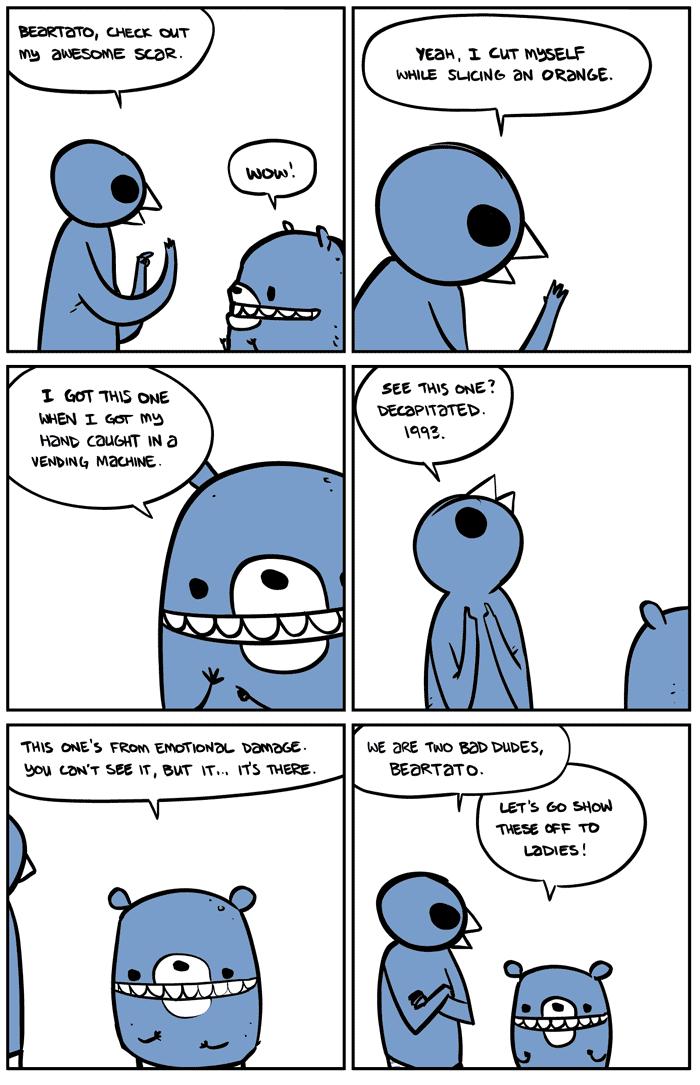 BEARTATO, CHECK OUT
MY AWESOME SCAR.
WOW!
YEAH, I CUT MYSELF
WHILE SLICING AN ORANGE.
I GOT THIS ONE
WHEN I GOT MY
HAND CAUGHT IN A
VENDING MACHINE.
SEE THIS ONE?
DECAPITATED.
1993.
THIS ONE'S FROM EMOTIONAL DAMAGE.
YOU CAN'T SEE IT, BUT IT... IT'S THERE.
WE ARE TWO BAD DUDES,
BEARTATO.
LET'S GO SHOW
THESE OFF TO
LADIES!